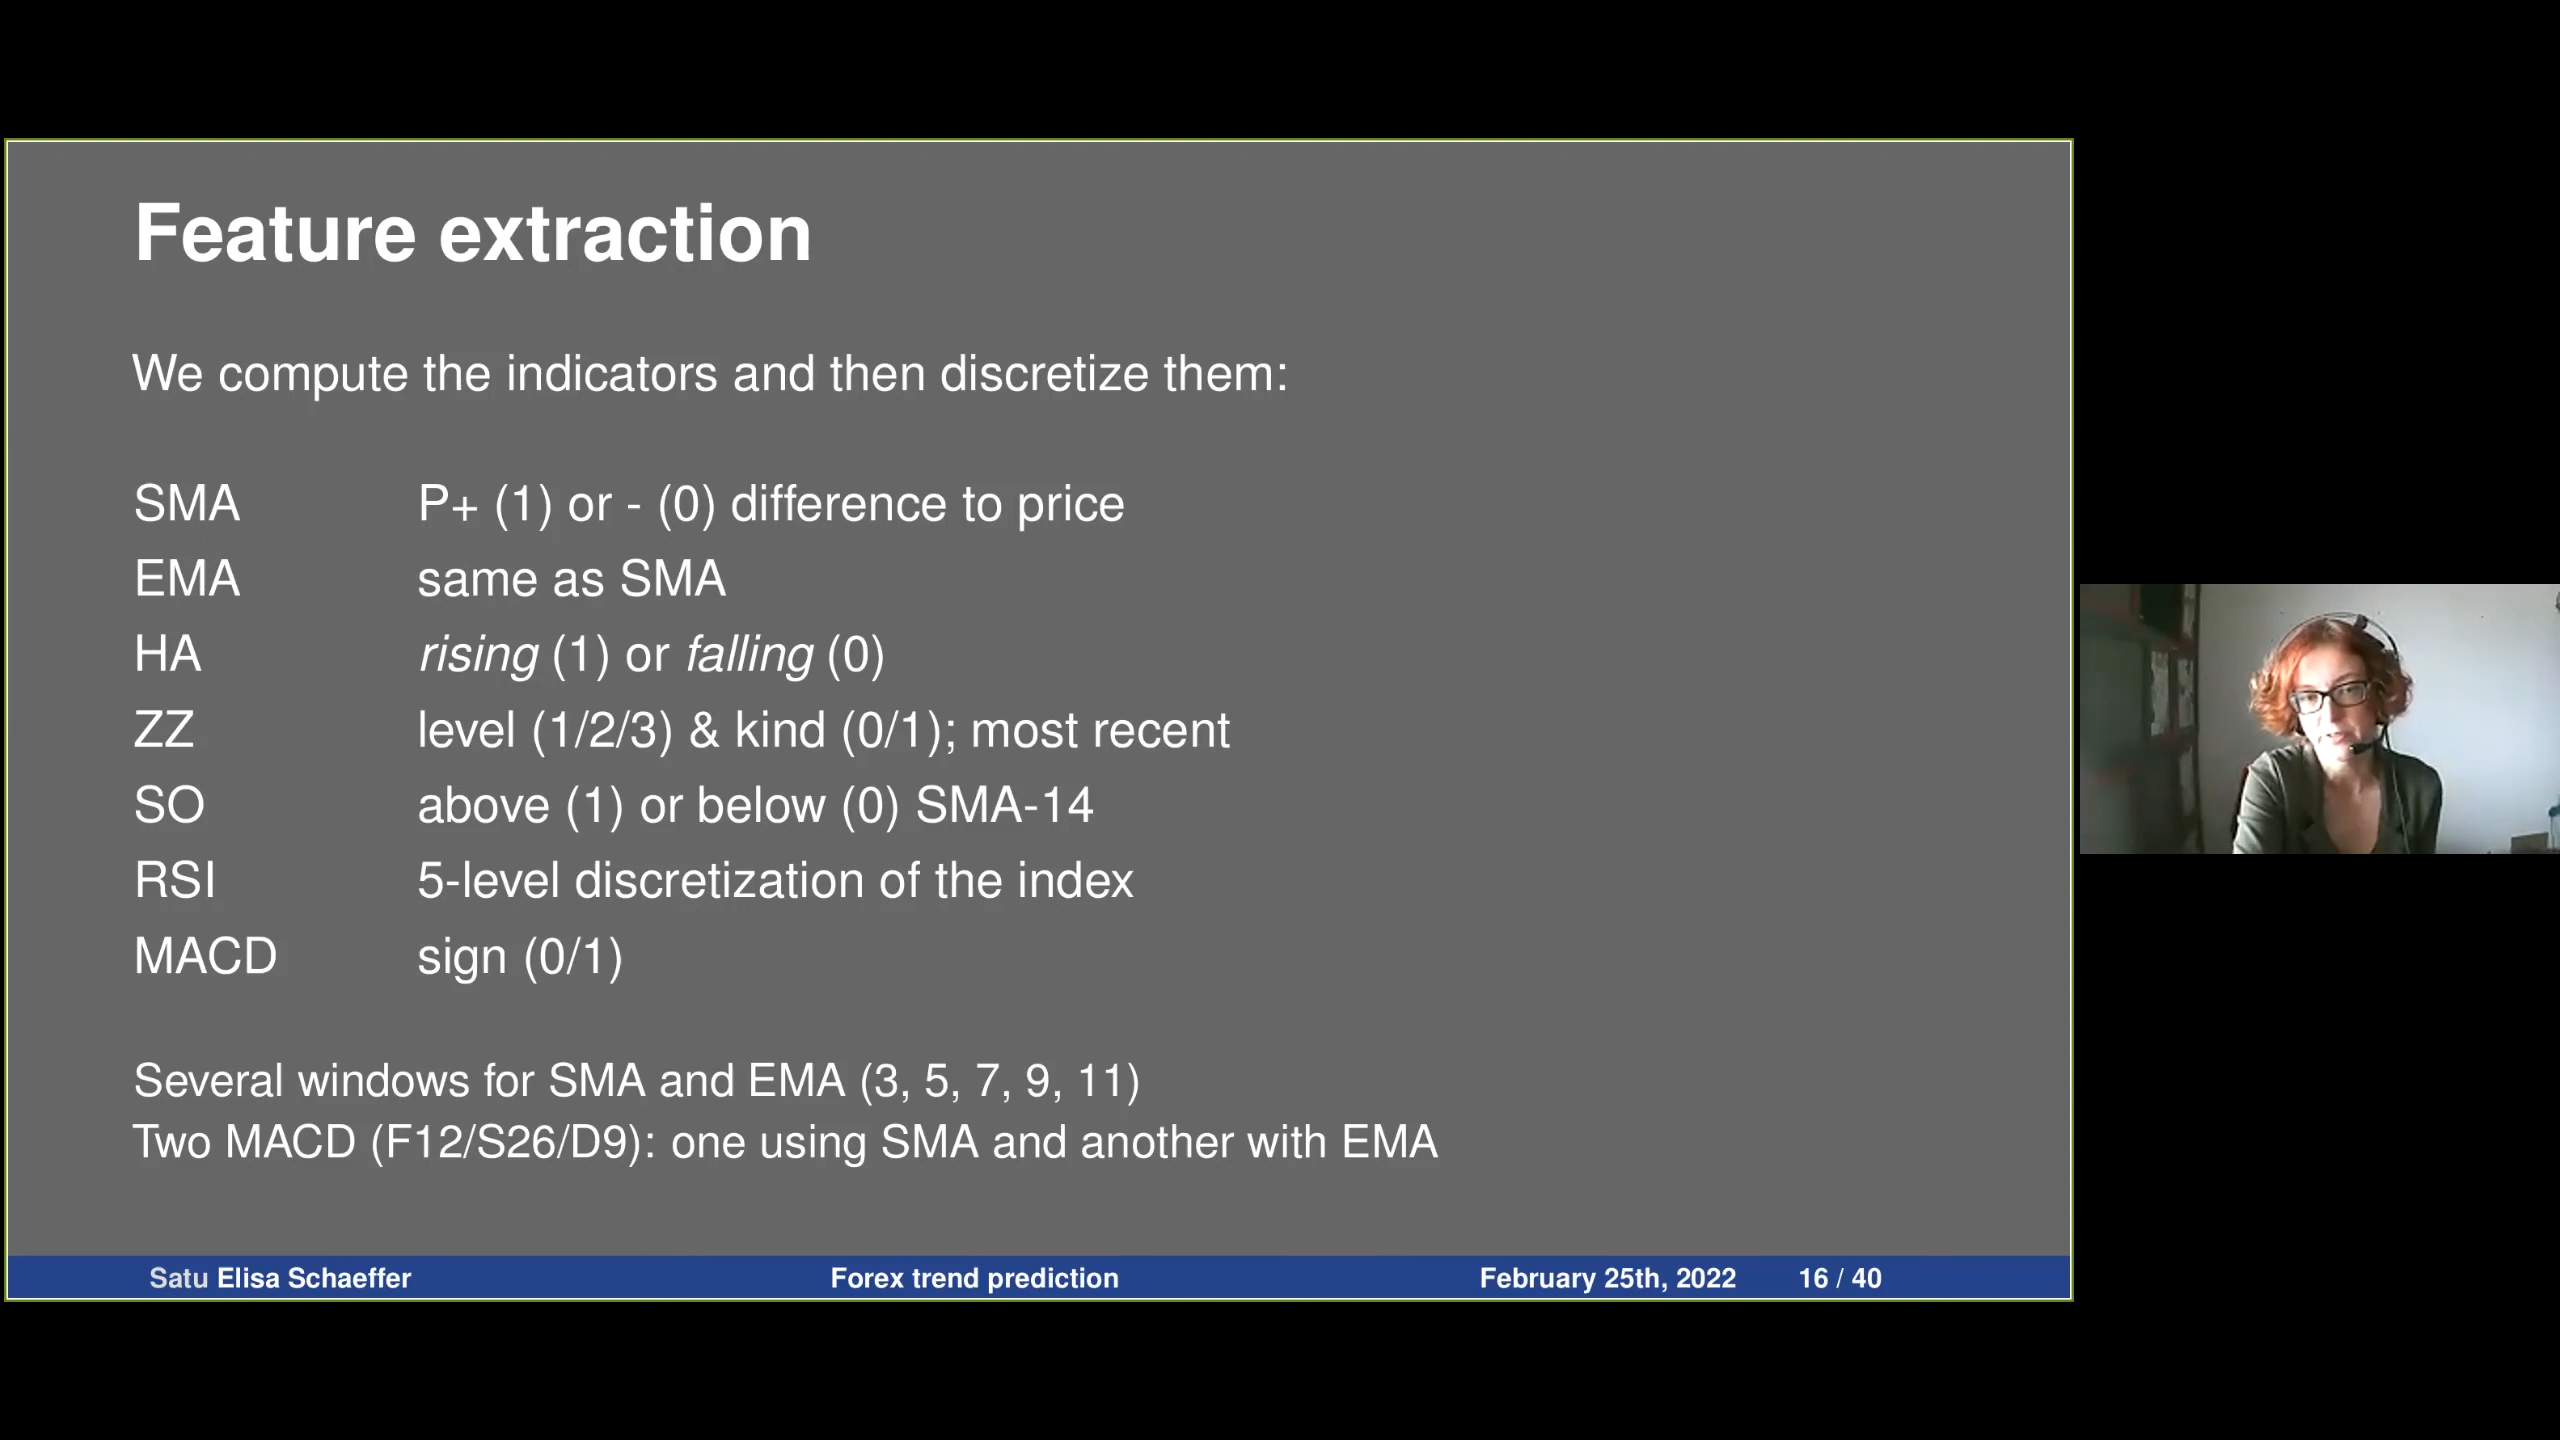 Feature extraction
We compute the indicators and then discretize them:
SMA P+ (1) or - (0) difference to price
EMA same as SMA
HA rising (1) or falling (0)
ZZ level (1/2/3) & kind (0/1); most recent
SO above (1) or below (0) SMA-14
RSI 5-level discretization of the index
MACD sign (0/1)
Several windows for SMA and EMA (3, 5, 7, 9, 11)
Two MACD (F12/S26/D9): one using SMA and another with EMA
Satu Elisa Schaeffer Forex trend prediction February 25th, 2022 16 / 40